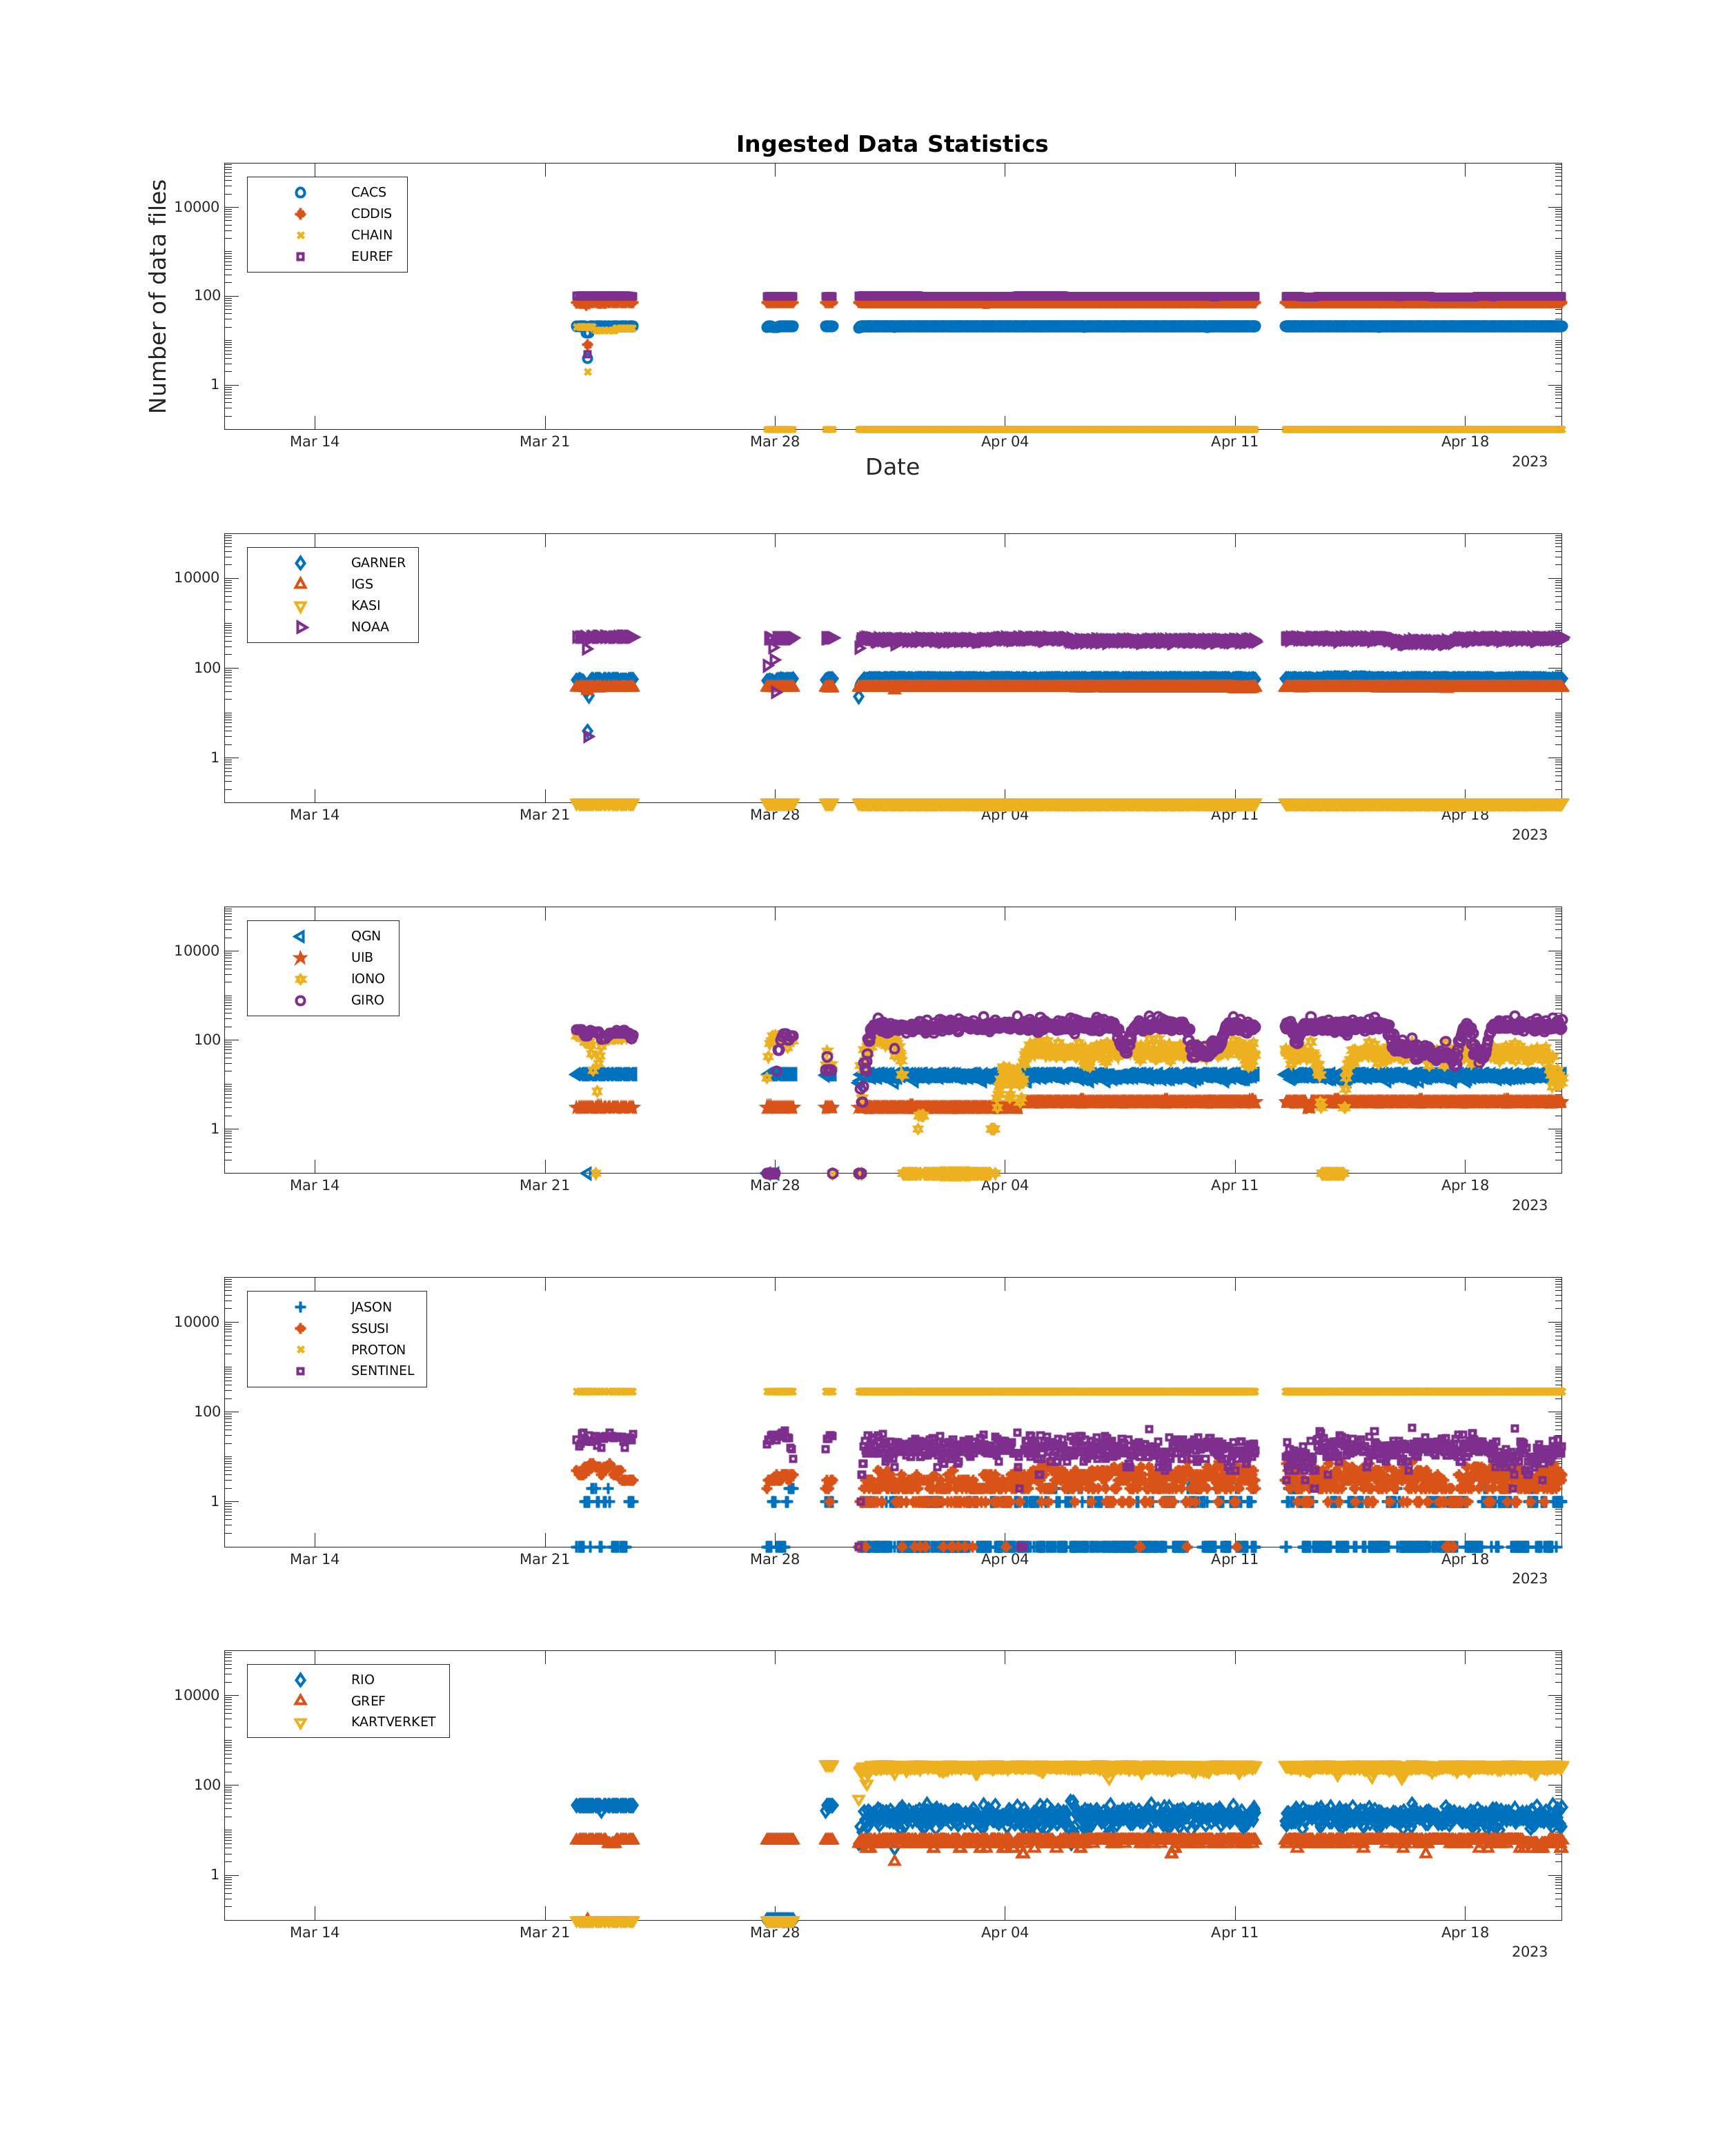 Ingested Data Statistics
Number of data files
10000
100
1
CACS
CDDIS
CHAIN
EUREF
Mar 14 Mar 21 Mar 28 Apr 04 Apr 11 Apr 18
2023
Date
10000
100
1
GARNER
IGS
KASI
NOAA
Mar 14 Mar 21 Mar 28 Apr 04 Apr 11 Apr 18
2023
10000
100
1
QGN
UIB
IONO
GIRO
Mar 14 Mar 21 Mar 28 Apr 04 Apr 11 Apr 18
2023
10000
100
1
JASON
SSUSI
PROTON
SENTINEL
Mar 14 Mar 21 Mar 28 Apr 04 Apr 11 Apr 18
2023
10000
100
1
RIO
GREF
KARTVERKET
Mar 14 Mar 21 Mar 28 Apr 04 Apr 11 Apr 18
2023